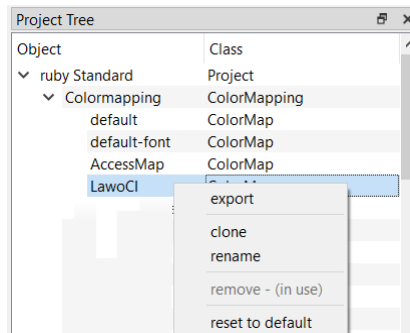 Project Tree
Object Class
ruby Standard Project
Colormapping ColorMapping
default ColorMap
default-font ColorMap
AccessMap ColorMap
LawoCI
export
clone
rename
remove - (in use)
reset to default